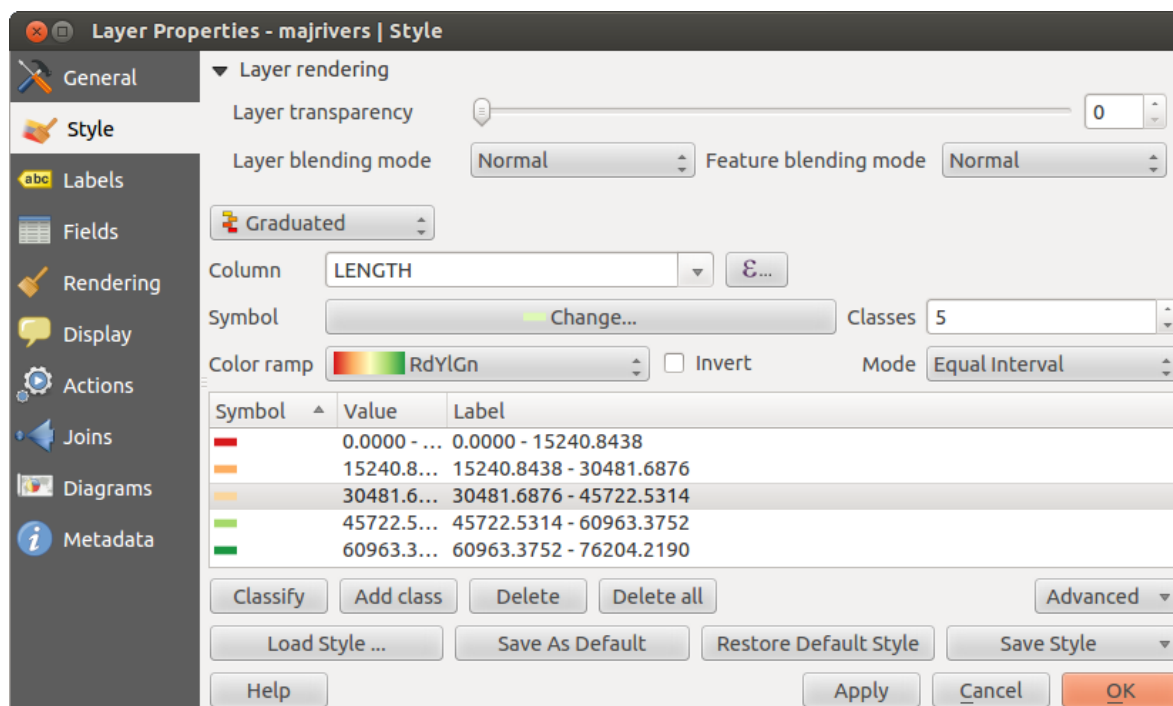 Layer Properties - majrivers | Style
General
Style
abc Labels
Fields
Rendering
Display
Actions
Joins
Diagrams
Metadata
Layer rendering
Layer transparency 0
Layer blending mode Normal Feature blending mode Normal
Graduated
Column LENGTH ε...
Symbol Change... Classes 5
Color ramp RdYlGn Invert Mode Equal Interval
Symbol Value Label
0.0000 - ... 0.0000 - 15240.8438
15240.8... 15240.8438 - 30481.6876
30481.6... 30481.6876 - 45722.5314
45722.5... 45722.5314 - 60963.3752
60963.3... 60963.3752 - 76204.2190
Classify Add class Delete Delete all Advanced
Load Style ... Save As Default Restore Default Style Save Style
Help Apply Cancel OK